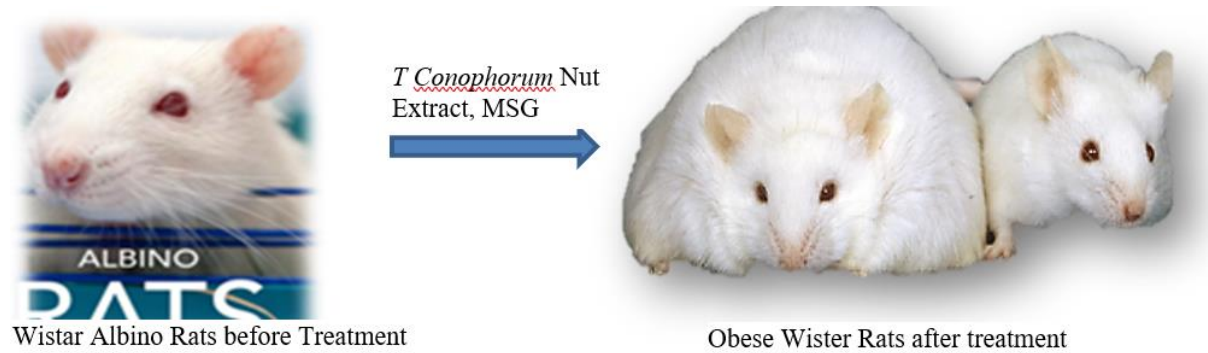 T Conophorum Nut
Extract, MSG
ALBINO
RATS
Wistar Albino Rats before Treatment
Obese Wister Rats after treatment